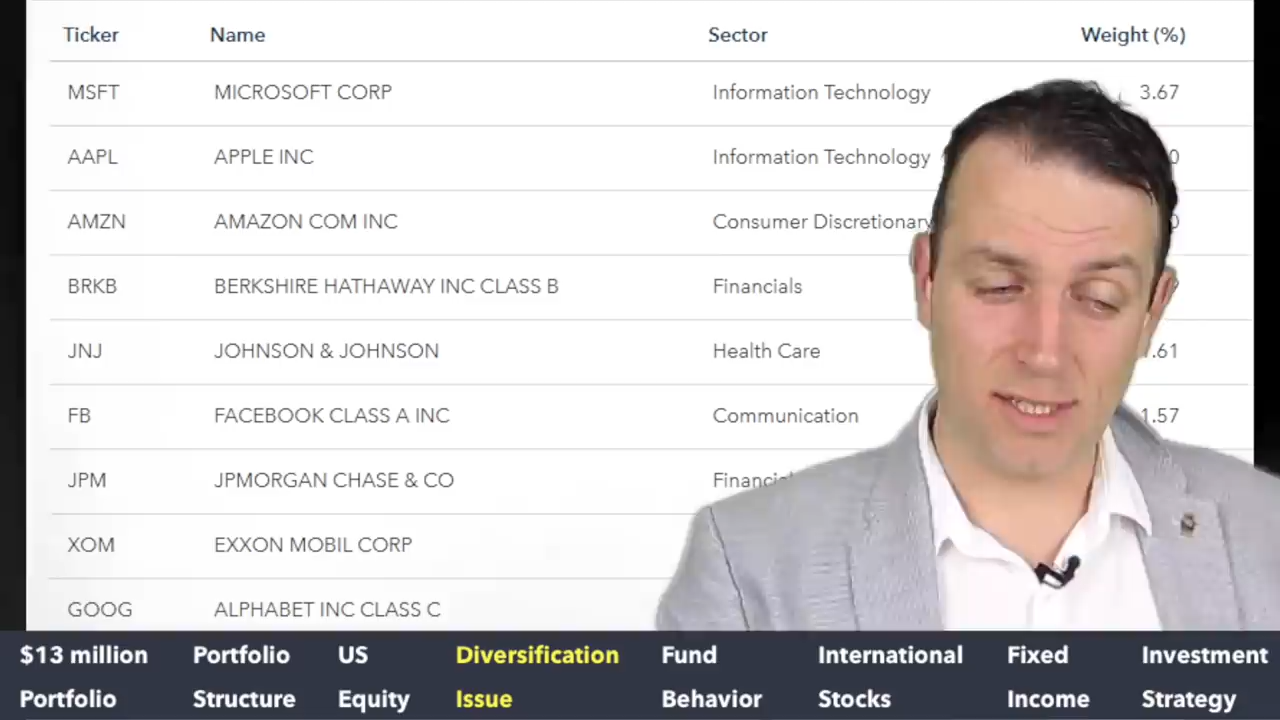 Ticker Name Sector Weight (%)
MSFT MICROSOFT CORP Information Technology 3.67
AAPL APPLE INC Information Technology
AMZN AMAZON COM INC Consumer Discretionary
BRKB BERKSHIRE HATHAWAY INC CLASS B Financials
JNJ JOHNSON & JOHNSON Health Care
FB FACEBOOK CLASS A INC Communication 1.57
JPM JPMORGAN CHASE & CO
XOM EXXON MOBIL CORP
GOOG ALPHABET INC CLASS C
$13 million Portfolio US Diversification Fund International Fixed Investment
Portfolio Structure Equity Issue Behavior Stocks Income Strategy